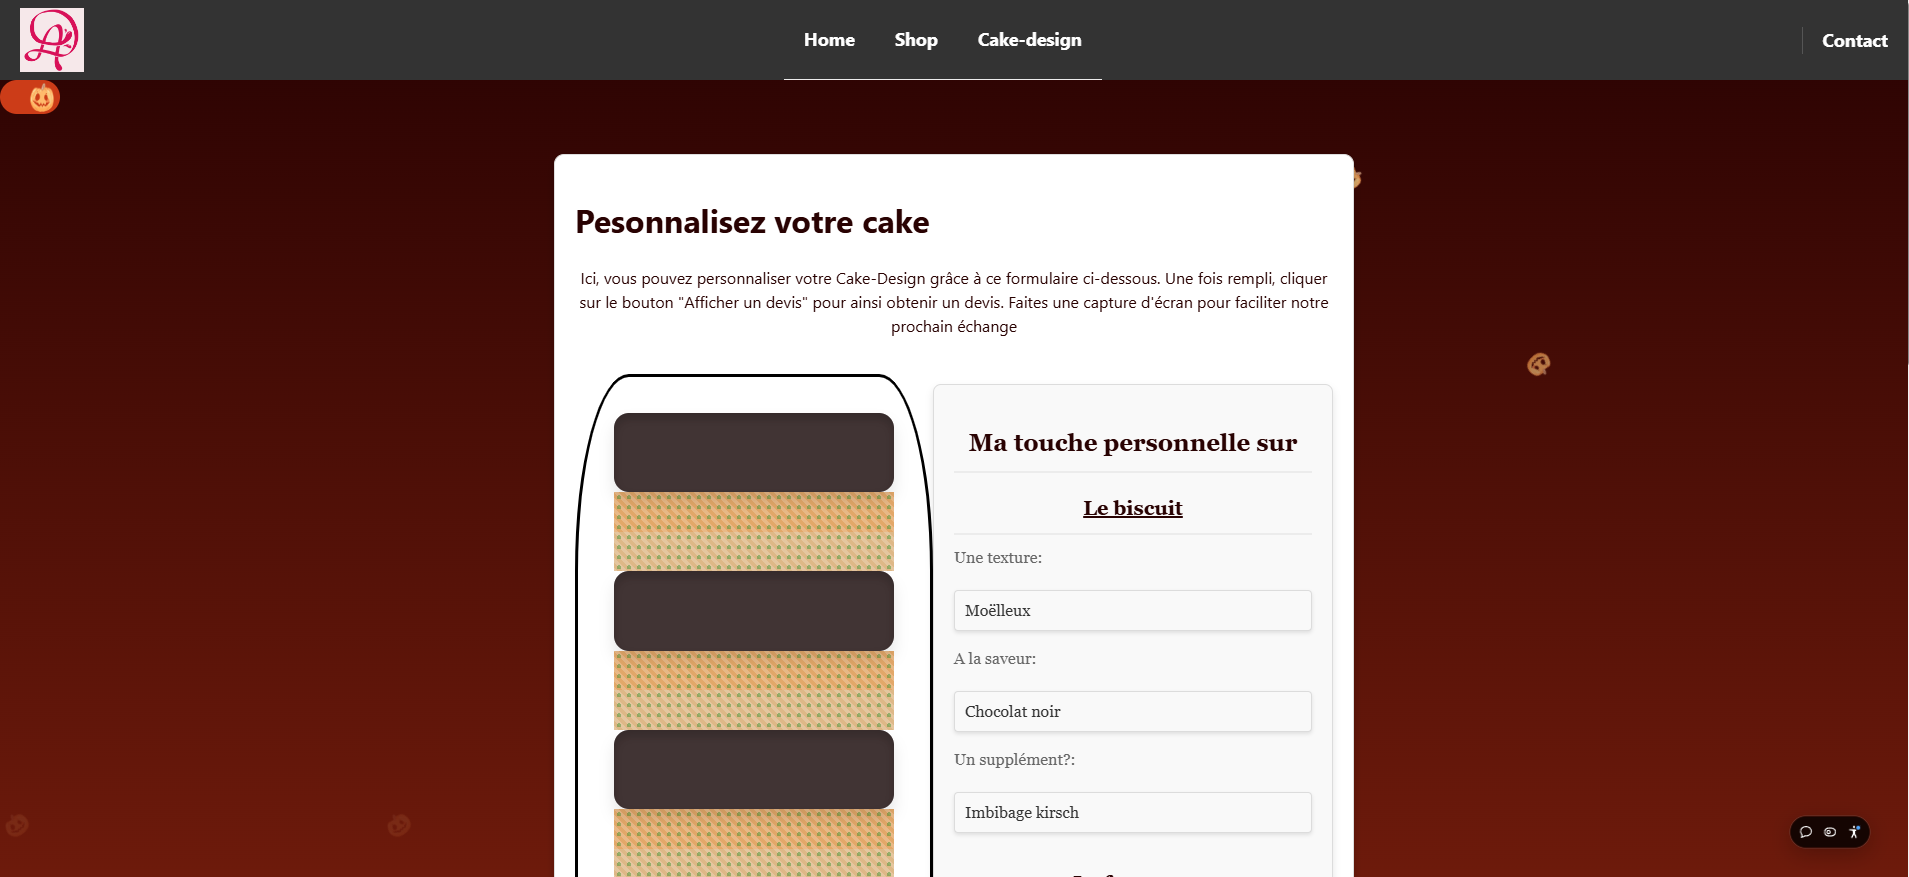 Home
Shop
Cake-design
Contact
Pesonnalisez votre cake
Ici, vous pouvez personnaliser votre Cake-Design grâce à ce formulaire ci-dessous. Une fois rempli, cliquer
sur le bouton "Afficher un devis" pour ainsi obtenir un devis. Faites une capture d'écran pour faciliter notre
prochain échange
Ma touche personnelle sur
Le biscuit
Une texture:
Moëlleux
A la saveur:
Chocolat noir
Un supplément?:
Imbibage kirsch